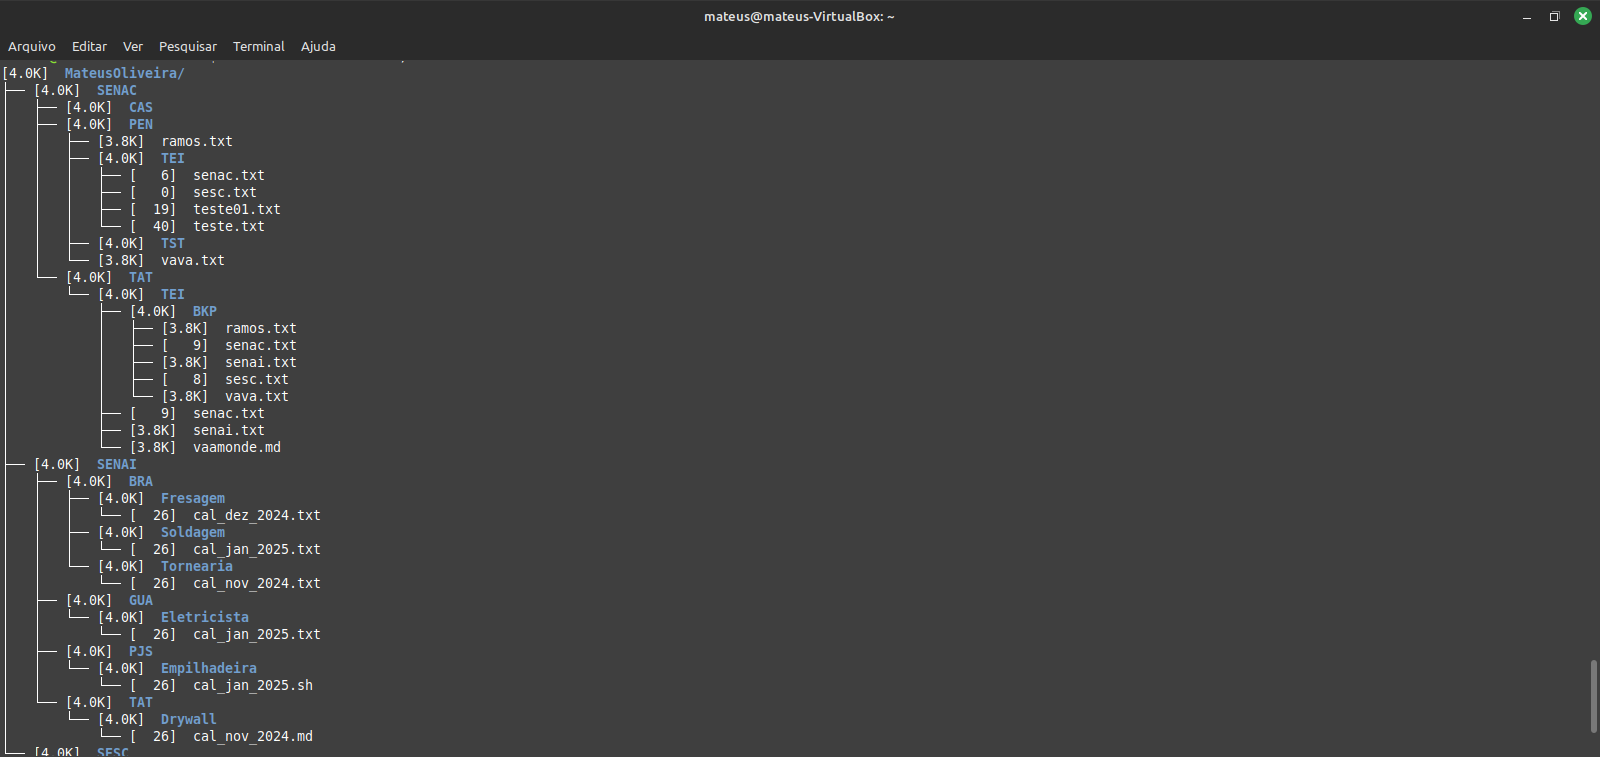 mateus@mateus-VirtualBox: ~
Arquivo Editar Ver Pesquisar Terminal Ajuda
[4.0K]  MateusOliveira/
├── [4.0K]  SENAC
│   ├── [4.0K]  CAS
│   ├── [4.0K]  PEN
│   │   ├── [3.8K]  ramos.txt
│   │   ├── [4.0K]  TEI
│   │   │   ├── [   6]  senac.txt
│   │   │   ├── [   0]  sesc.txt
│   │   │   ├── [  19]  teste01.txt
│   │   │   └── [  40]  teste.txt
│   │   ├── [4.0K]  TST
│   │   └── [3.8K]  vava.txt
│   └── [4.0K]  TAT
│       └── [4.0K]  TEI
│           ├── [4.0K]  BKP
│           │   ├── [3.8K]  ramos.txt
│           │   ├── [   9]  senac.txt
│           │   ├── [3.8K]  senai.txt
│           │   ├── [   8]  sesc.txt
│           │   └── [3.8K]  vava.txt
│           ├── [   9]  senac.txt
│           ├── [3.8K]  senai.txt
│           └── [3.8K]  vaamonde.md
├── [4.0K]  SENAI
│   ├── [4.0K]  BRA
│   │   ├── [4.0K]  Fresagem
│   │   │   └── [  26]  cal_dez_2024.txt
│   │   ├── [4.0K]  Soldagem
│   │   │   └── [  26]  cal_jan_2025.txt
│   │   └── [4.0K]  Tornearia
│   │       └── [  26]  cal_nov_2024.txt
│   ├── [4.0K]  GUA
│   │   └── [4.0K]  Eletricista
│   │       └── [  26]  cal_jan_2025.txt
│   ├── [4.0K]  PJS
│   │   └── [4.0K]  Empilhadeira
│   │       └── [  26]  cal_jan_2025.sh
│   └── [4.0K]  TAT
│       └── [4.0K]  Drywall
│           └── [  26]  cal_nov_2024.md
└── [4.0K]  SESC